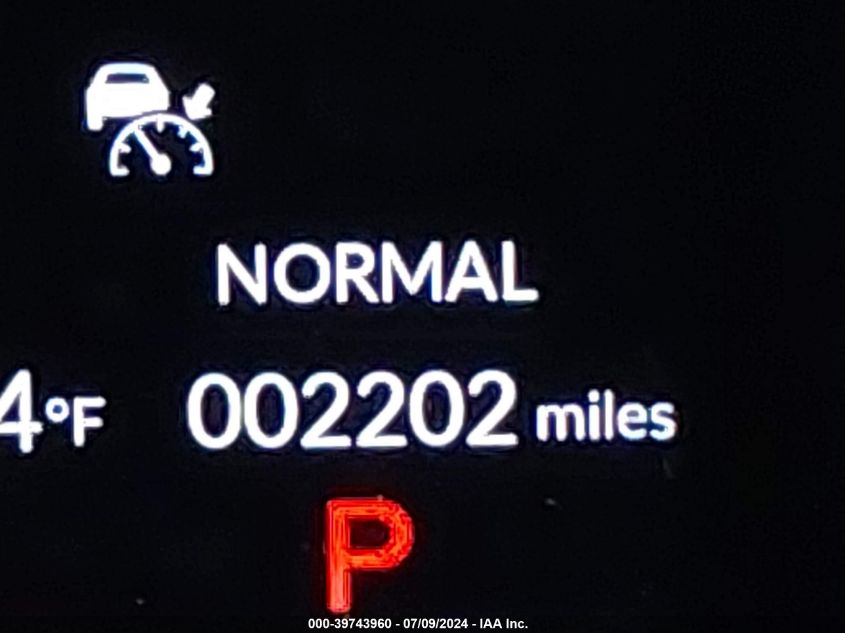 NORMAL
4°F 002202 miles
P
000-39743960 - 07/09/2024 - IAA Inc.